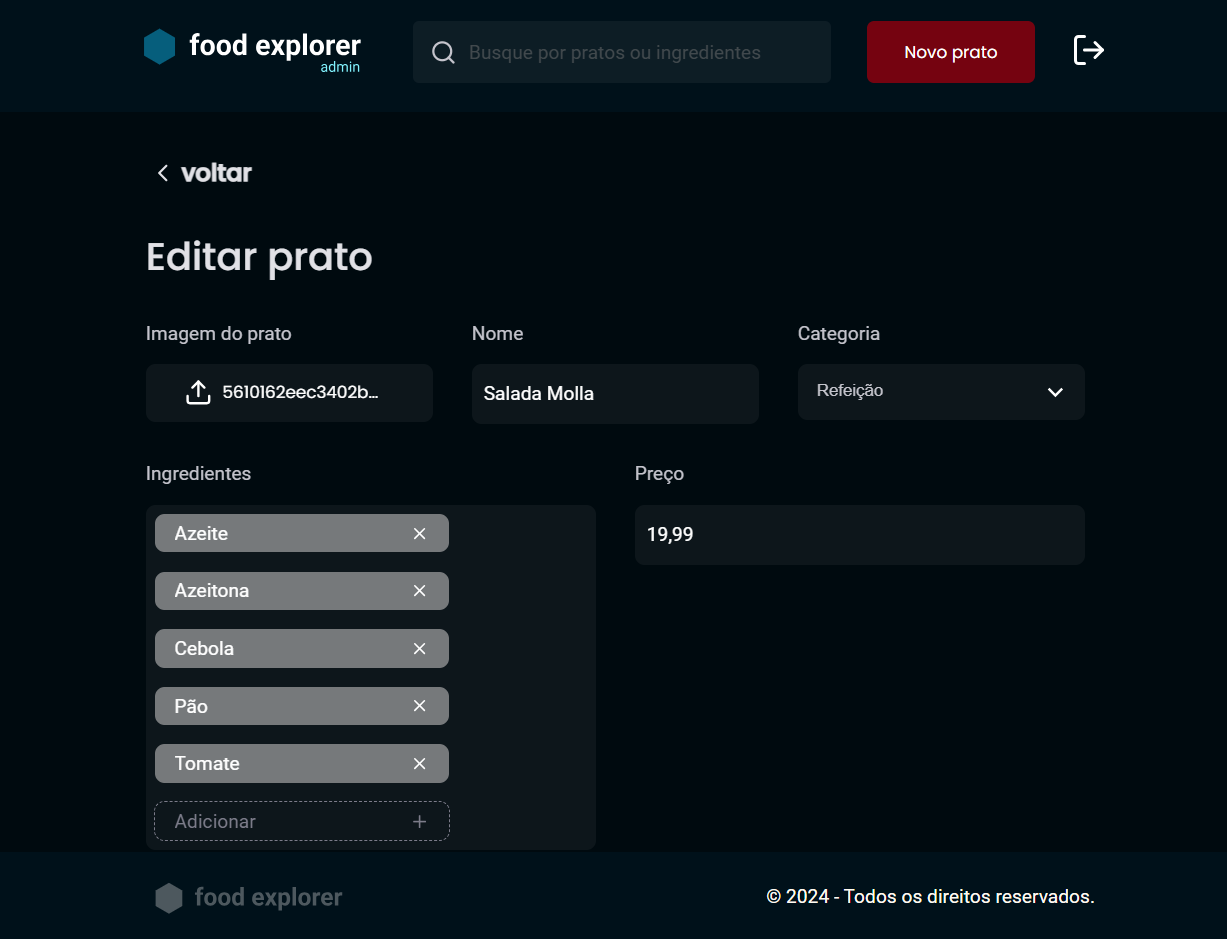 food explorer
admin
Busque por pratos ou ingredientes
Novo prato
voltar
Editar prato
Imagem do prato
Nome
Categoria
5610162eec3402b...
Salada Molla
Refeição
Ingredientes
Preço
Azeite
19,99
Azeitona
Cebola
Pão
Tomate
Adicionar
food explorer
© 2024 - Todos os direitos reservados.